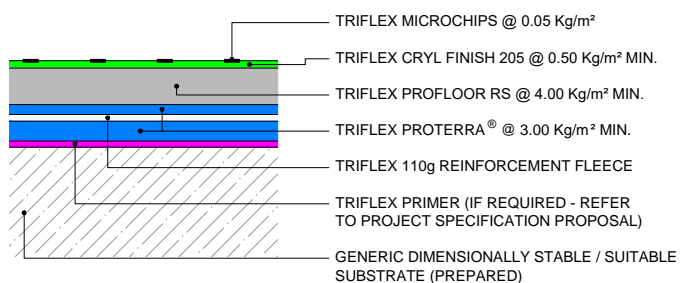 TRIFLEX MICROCHIPS @ 0.05 Kg/m²
TRIFLEX CRYL FINISH 205 @ 0.50 Kg/m² MIN.
TRIFLEX PROFLOOR RS @ 4.00 Kg/m² MIN.
TRIFLEX PROTERRA® @ 3.00 Kg/m² MIN.
TRIFLEX 110g REINFORCEMENT FLEECE
TRIFLEX PRIMER (IF REQUIRED - REFER
TO PROJECT SPECIFICATION PROPOSAL)
GENERIC DIMENSIONALLY STABLE / SUITABLE
SUBSTRATE (PREPARED)